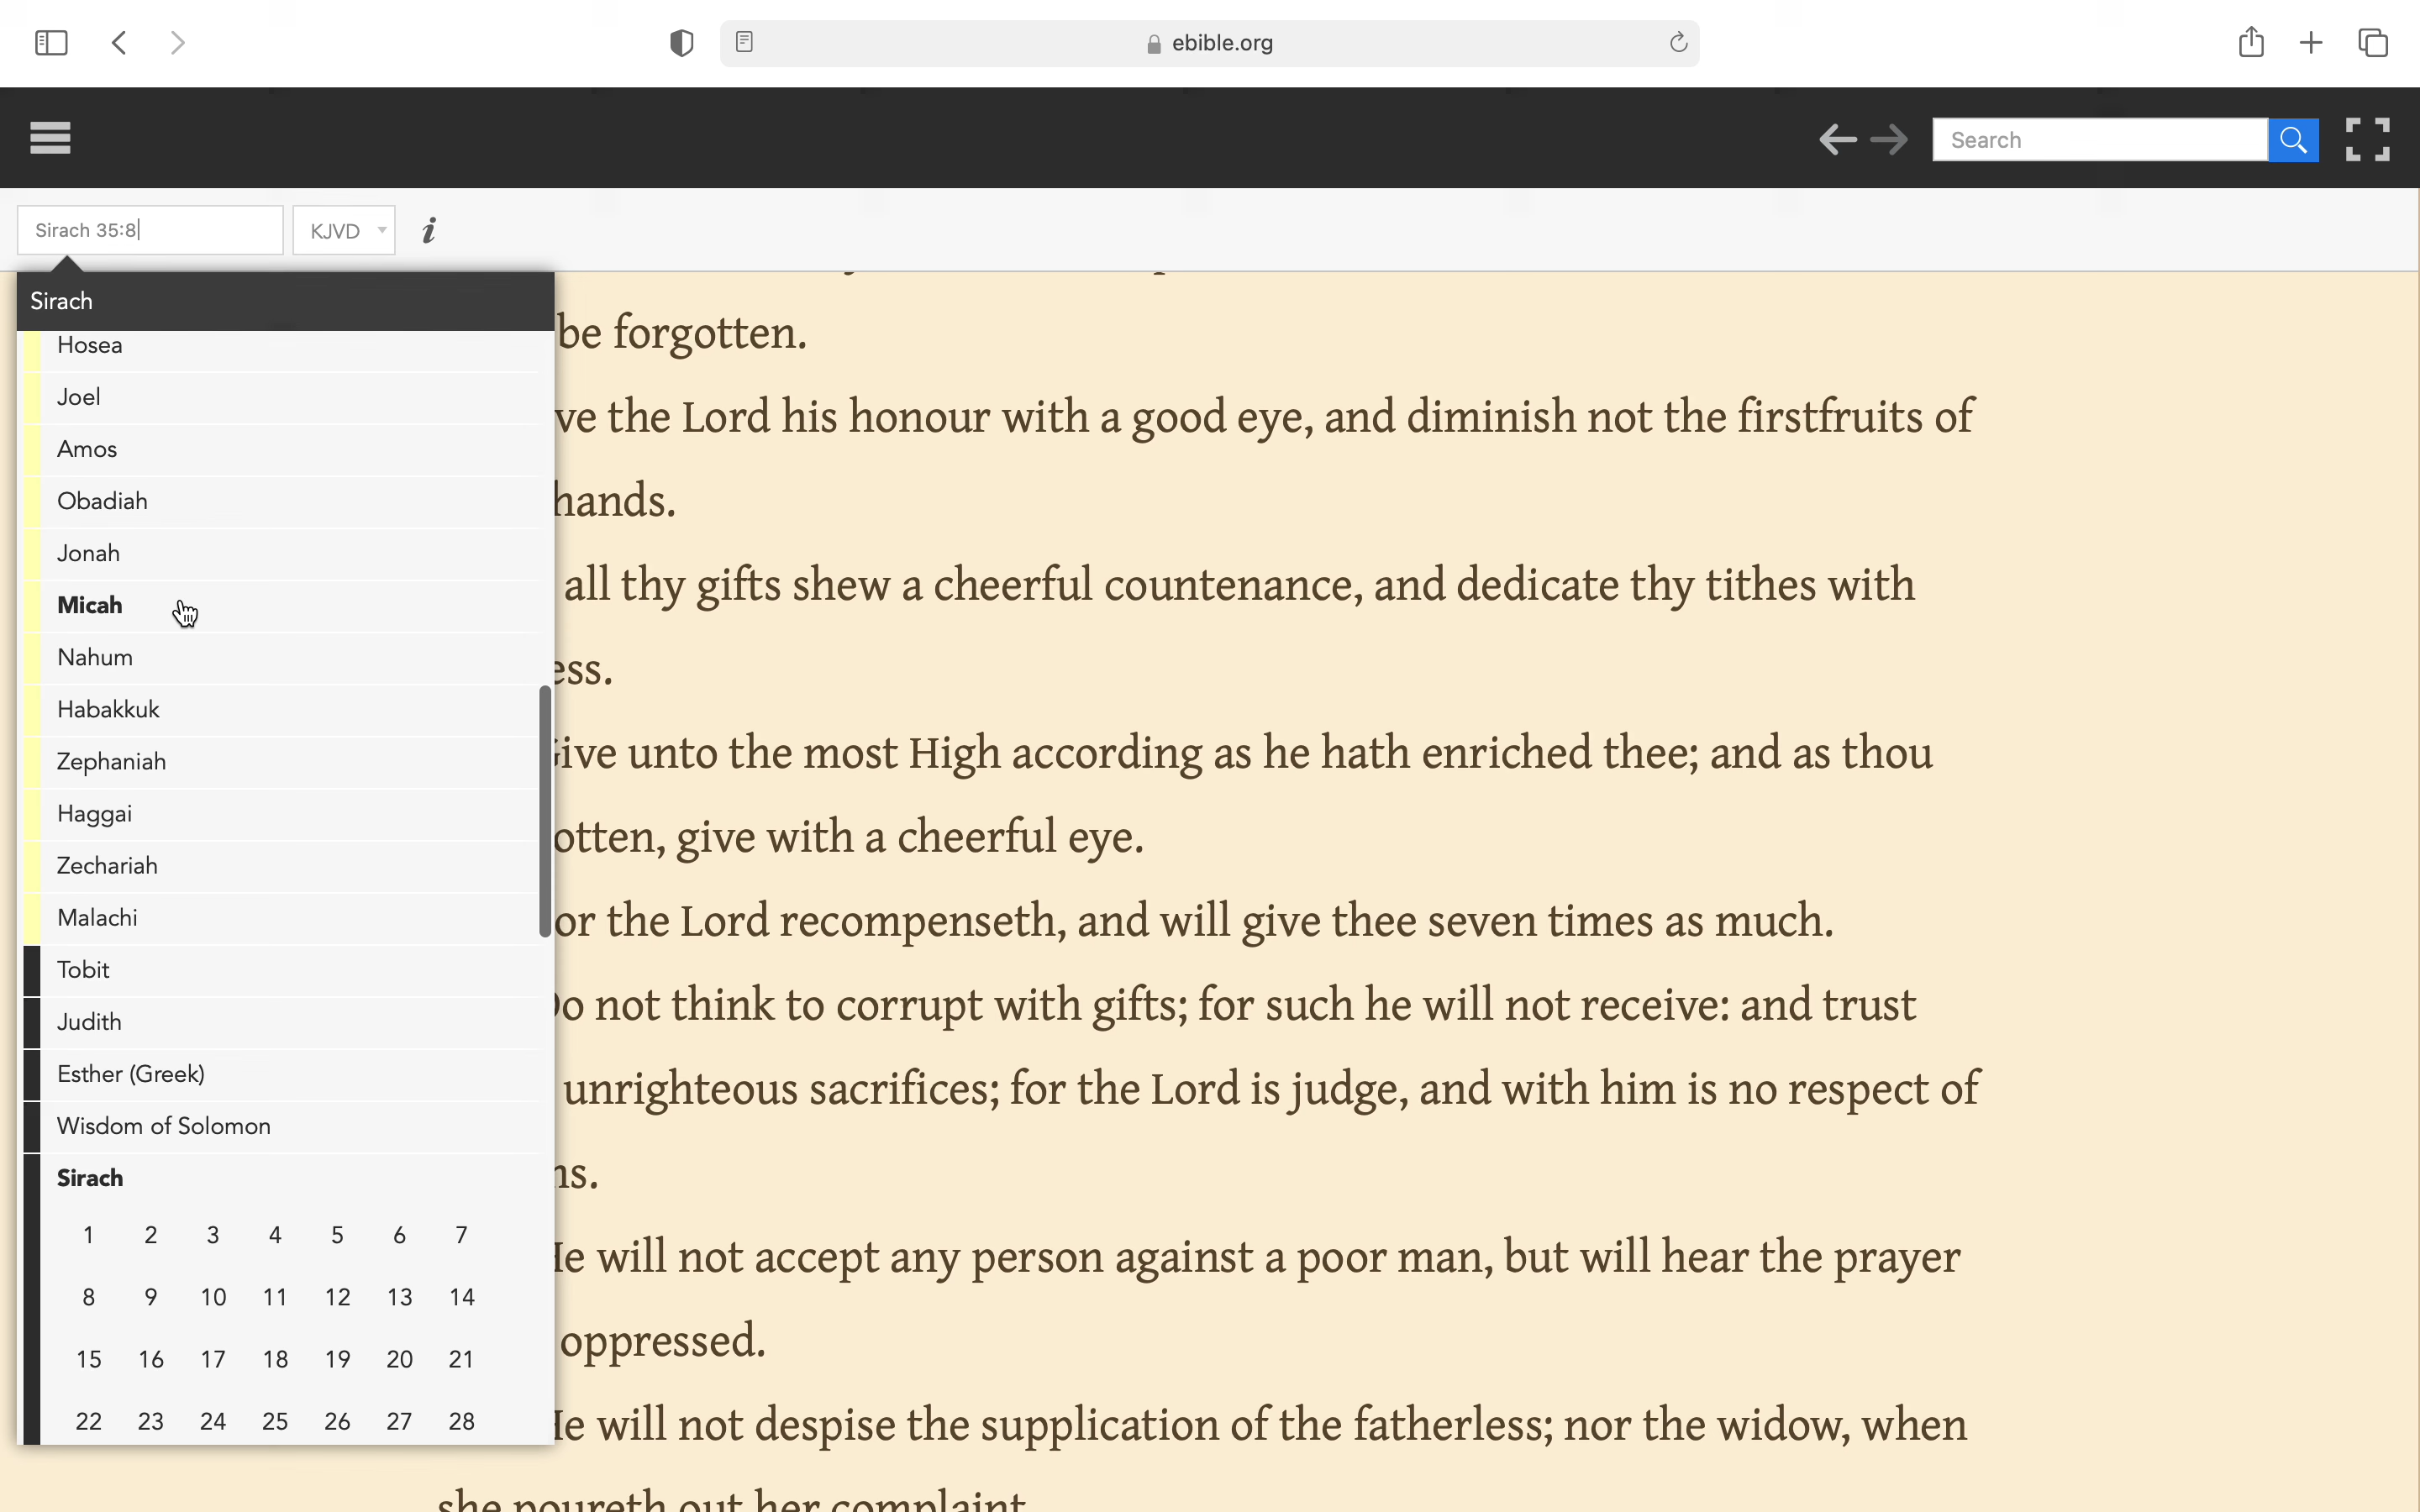 ebible.org
Search
Sirach 35:8
KJVD
i
Sirach
Hosea
Joel
Amos
Obadiah
Jonah
Micah
Nahum
Habakkuk
Zephaniah
Haggai
Zechariah
Malachi
Tobit
Judith
Esther (Greek)
Wisdom of Solomon
Sirach
1 2 3 4 5 6 7
8 9 10 11 12 13 14
15 16 17 18 19 20 21
22 23 24 25 26 27 28
be forgotten.
the Lord his honour with a good eye, and diminish not the firstfruits of
hands.
all thy gifts shew a cheerful countenance, and dedicate thy tithes with
unto the most High according as he hath enriched thee; and as thou
give with a cheerful eye.
the Lord recompenseth, and will give thee seven times as much.
not think to corrupt with gifts; for such he will not receive: and trust
unrighteous sacrifices; for the Lord is judge, and with him is no respect of
will not accept any person against a poor man, but will hear the prayer
oppressed.
will not despise the supplication of the fatherless; nor the widow, when
she poureth out her complaint